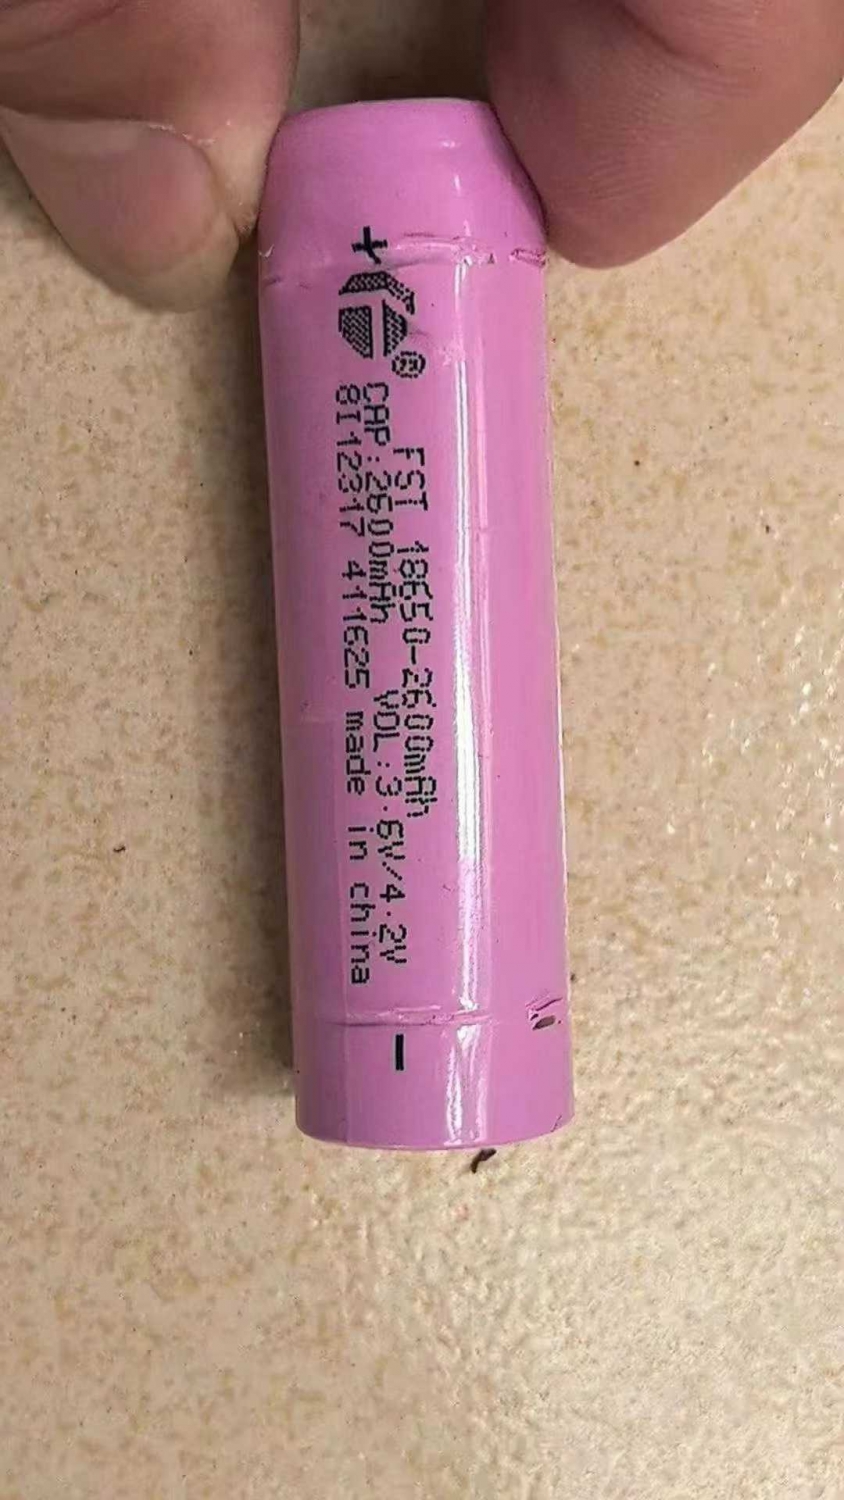 +
®
FST 18650-2600mAh
CAP:2600mAh VOL:3.6V/4.2V
8I12317 411625 made in china
-